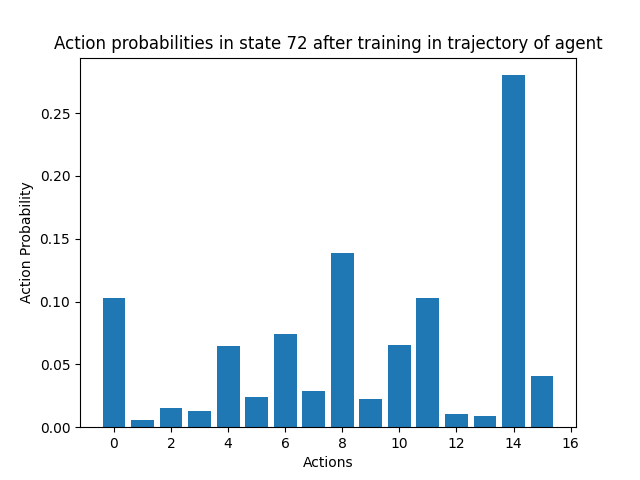 Action probabilities in state 72 after training in trajectory of agent
0.25
0.20
0.15
0.10
0.05
0.00
Action Probability
0 2 4 6 8 10 12 14 16
Actions